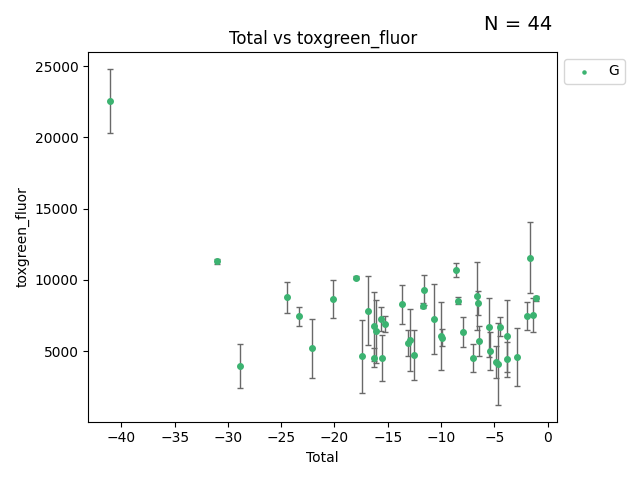 N = 44
Total vs toxgreen_fluor
G
toxgreen_fluor
25000
20000
15000
10000
5000
−40 −35 −30 −25 −20 −15 −10 −5 0
Total